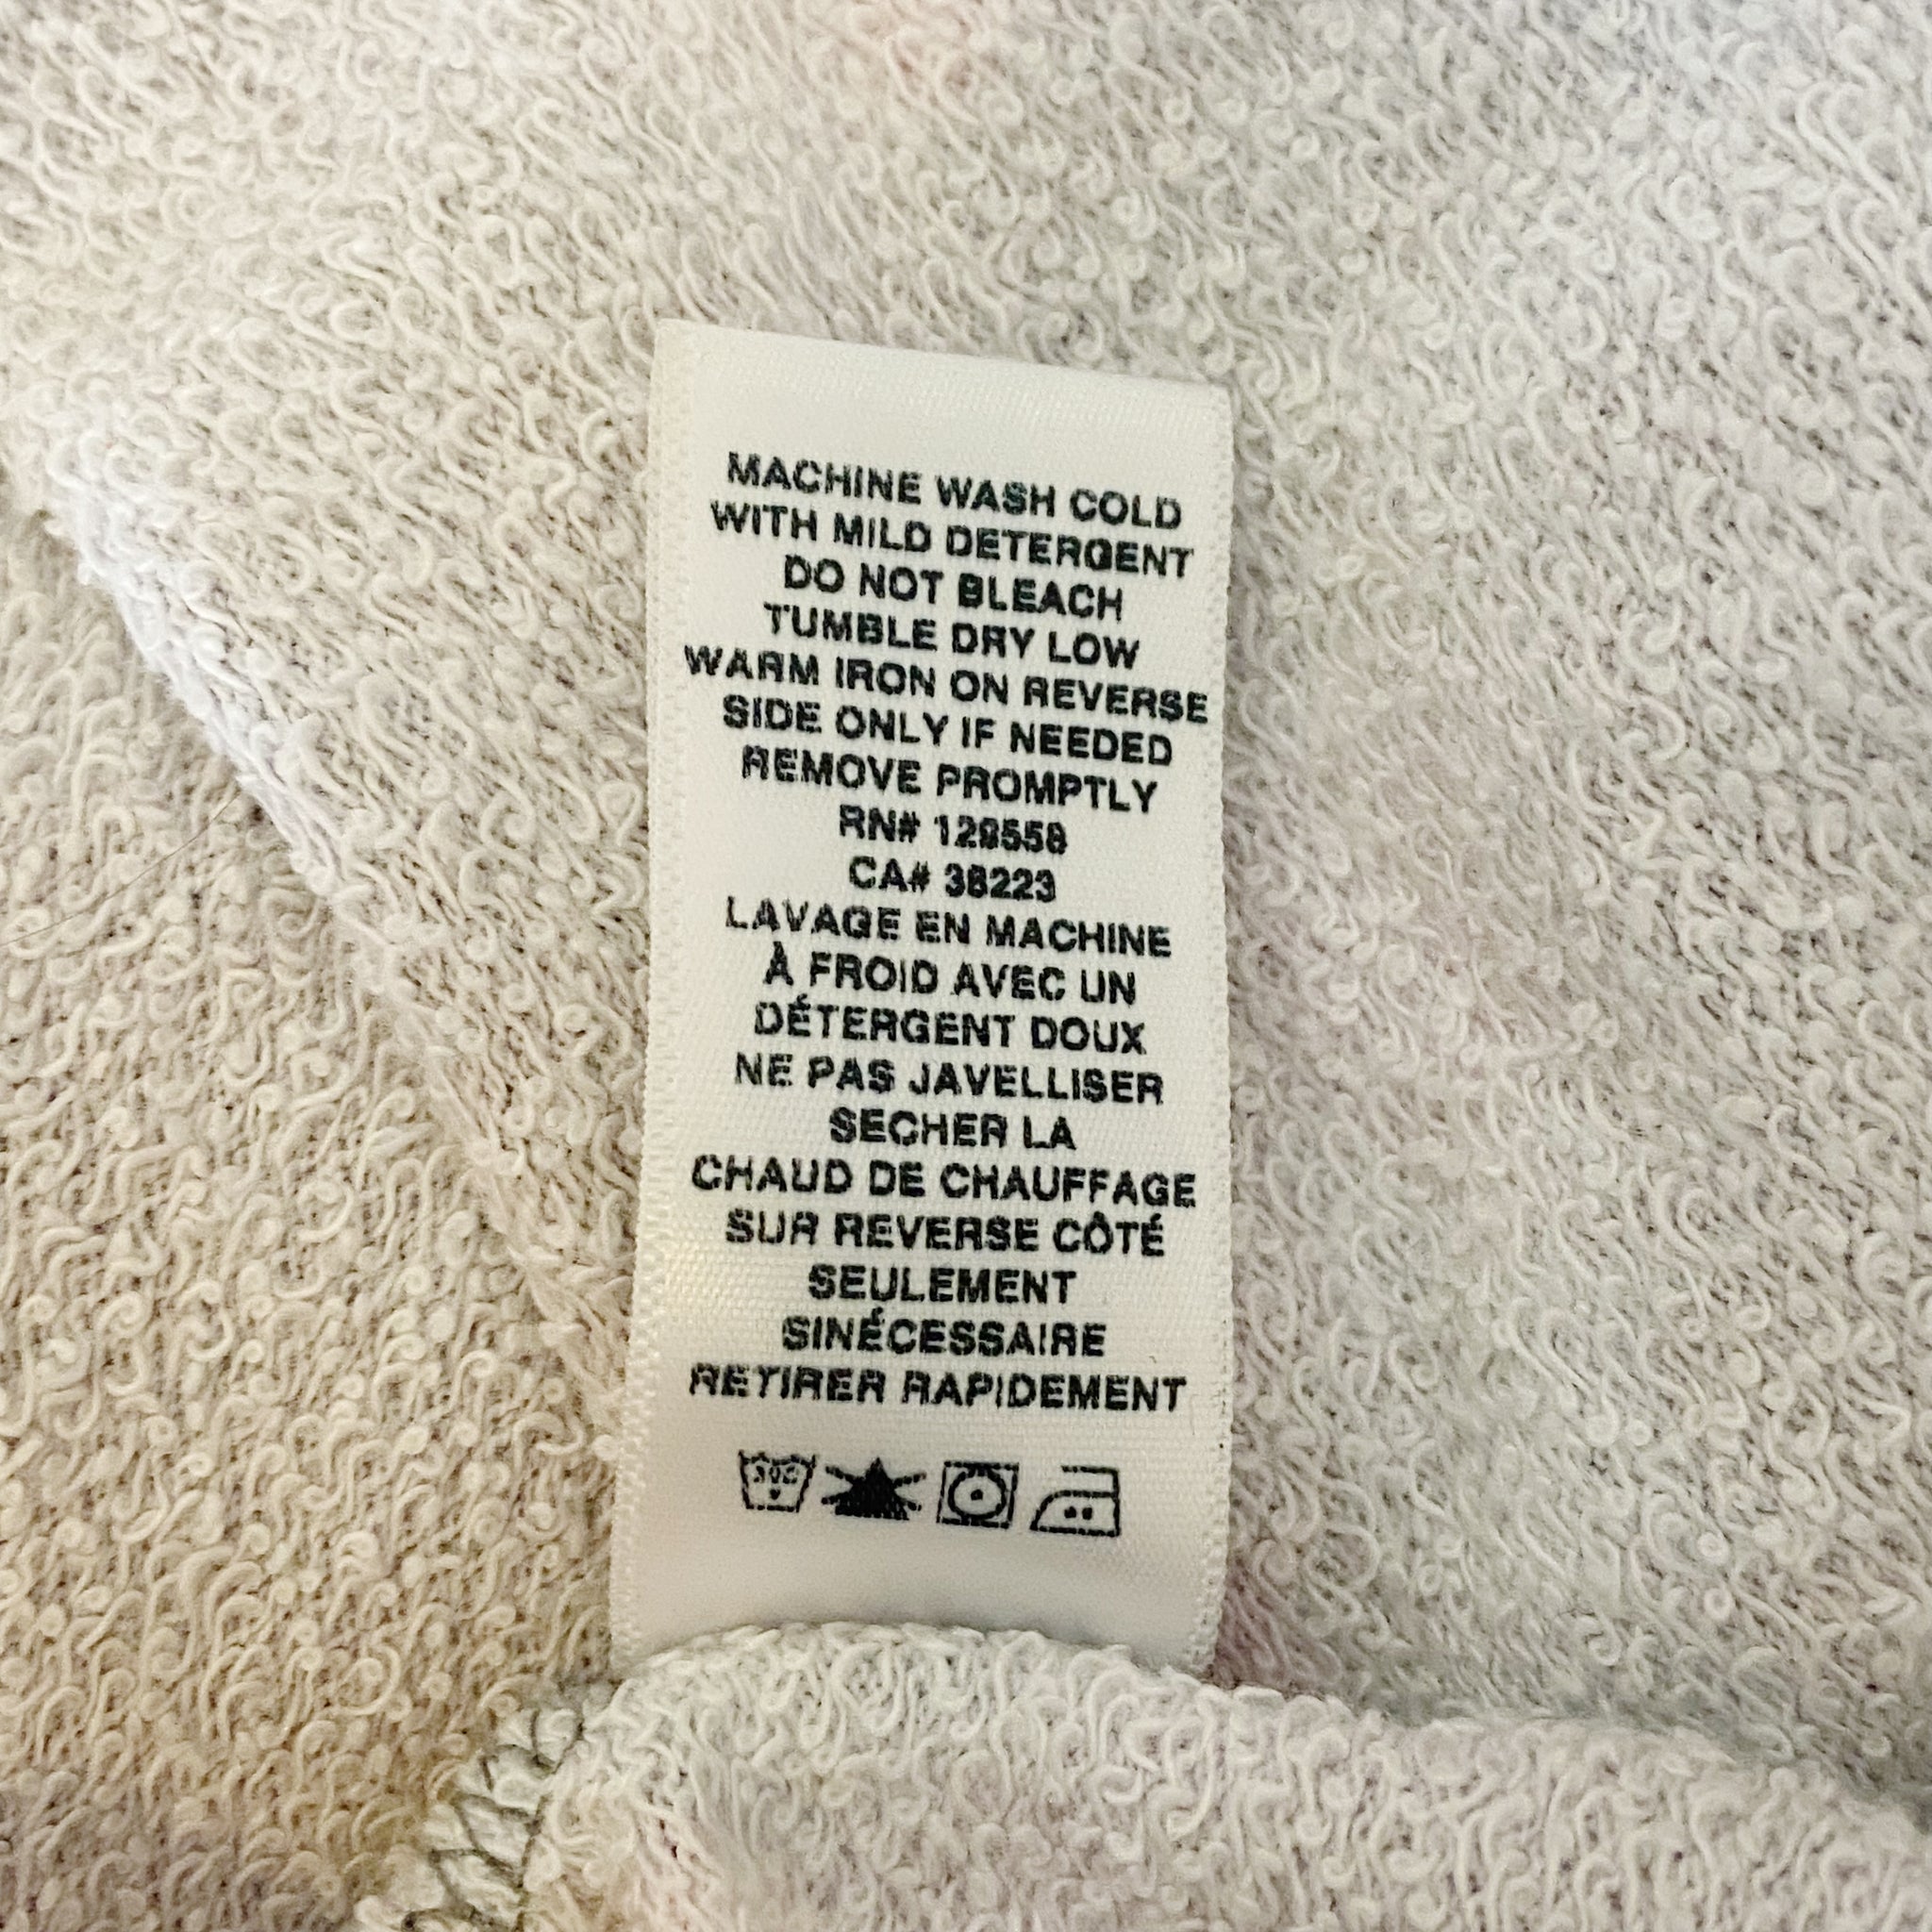 MACHINE WASH COLD
WITH MILD DETERGENT
DO NOT BLEACH
TUMBLE DRY LOW
WARM IRON ON REVERSE
SIDE ONLY IF NEEDED
REMOVE PROMPTLY
RN# 129558
CA# 38223
LAVAGE EN MACHINE
À FROID AVEC UN
DÉTERGENT DOUX
NE PAS JAVELLISER
SECHER LA
CHAUD DE CHAUFFAGE
SUR REVERSE CÔTÉ
SEULEMENT
SINÉCESSAIRE
RETIRER RAPIDEMENT
30C